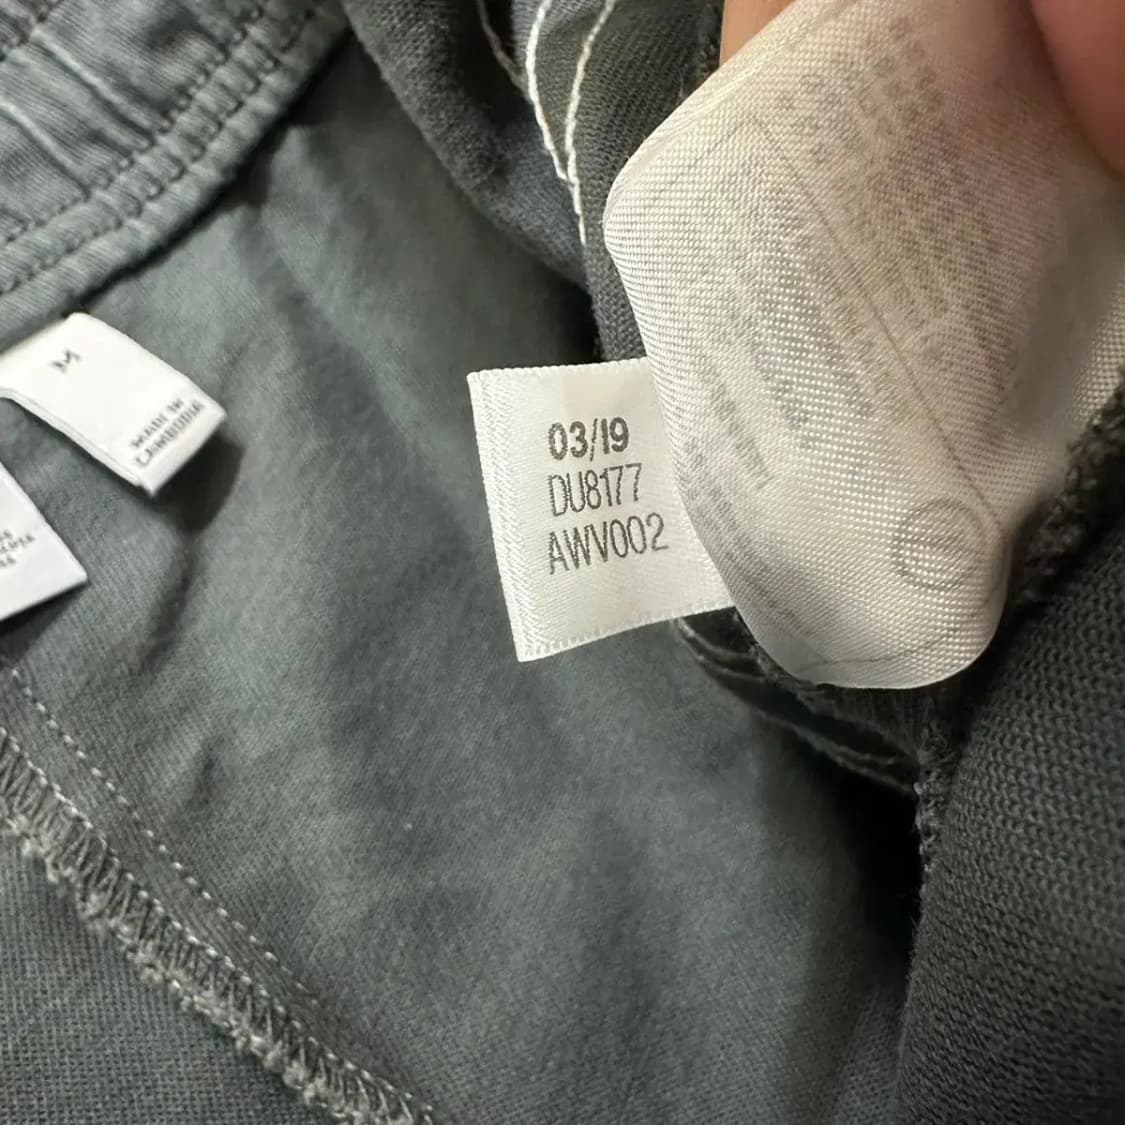 M
MADE IN
CAMBODIA
03/19
DU8177
AWV002